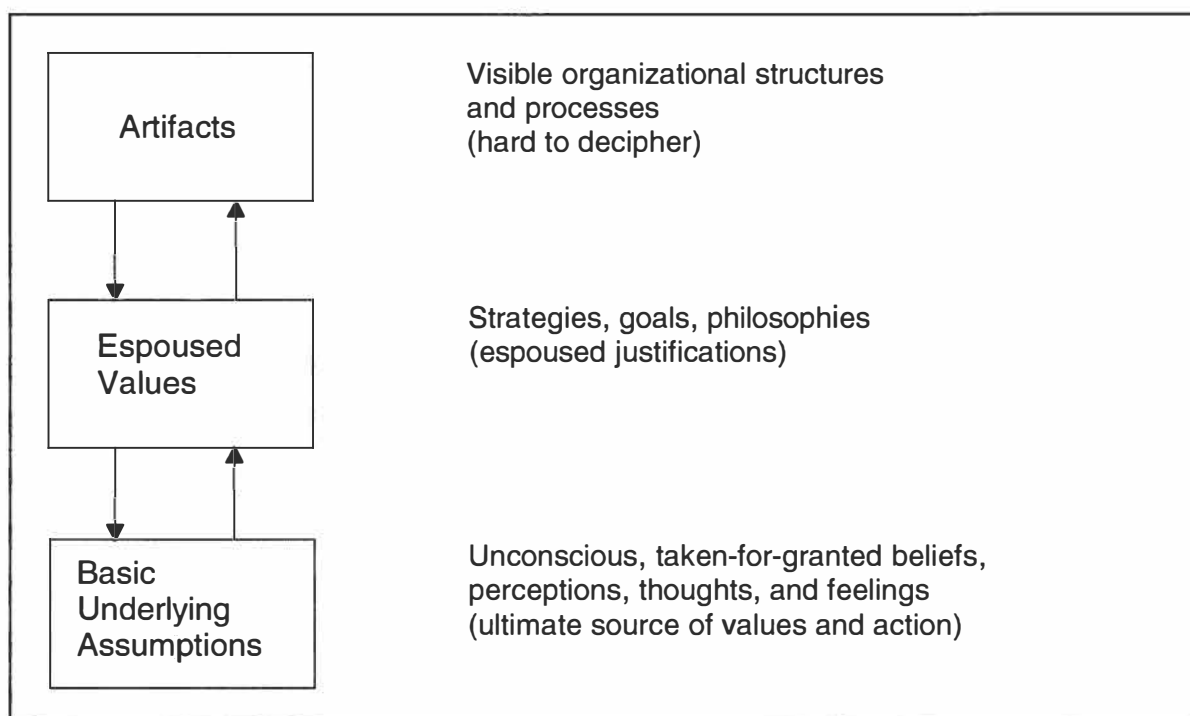 Artifacts
Visible organizational structures
and processes
(hard to decipher)
Espoused
Values
Strategies, goals, philosophies
(espoused justifications)
Basic
Underlying
Assumptions
Unconscious, taken-for-granted beliefs,
perceptions, thoughts, and feelings
(ultimate source of values and action)